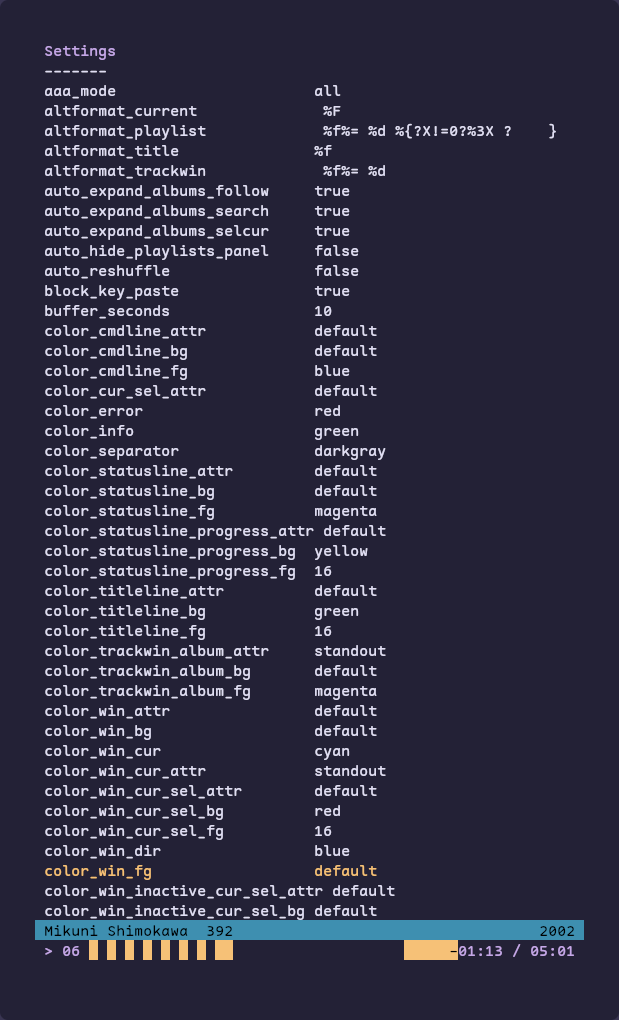 Settings
-------
aaa_mode all
altformat_current %F
altformat_playlist %f%= %d %{?X!=0?%3X ? }
altformat_title %f
altformat_trackwin %f%= %d
auto_expand_albums_follow true
auto_expand_albums_search true
auto_expand_albums_selcur true
auto_hide_playlists_panel false
auto_reshuffle false
block_key_paste true
buffer_seconds 10
color_cmdline_attr default
color_cmdline_bg default
color_cmdline_fg blue
color_cur_sel_attr default
color_error red
color_info green
color_separator darkgray
color_statusline_attr default
color_statusline_bg default
color_statusline_fg magenta
color_statusline_progress_attr default
color_statusline_progress_bg yellow
color_statusline_progress_fg 16
color_titleline_attr default
color_titleline_bg green
color_titleline_fg 16
color_trackwin_album_attr standout
color_trackwin_album_bg default
color_trackwin_album_fg magenta
color_win_attr default
color_win_bg default
color_win_cur cyan
color_win_cur_attr standout
color_win_cur_sel_attr default
color_win_cur_sel_bg red
color_win_cur_sel_fg 16
color_win_dir blue
color_win_fg default
color_win_inactive_cur_sel_attr default
color_win_inactive_cur_sel_bg default
Mikuni Shimokawa 392 2002
> 06 -01:13 / 05:01